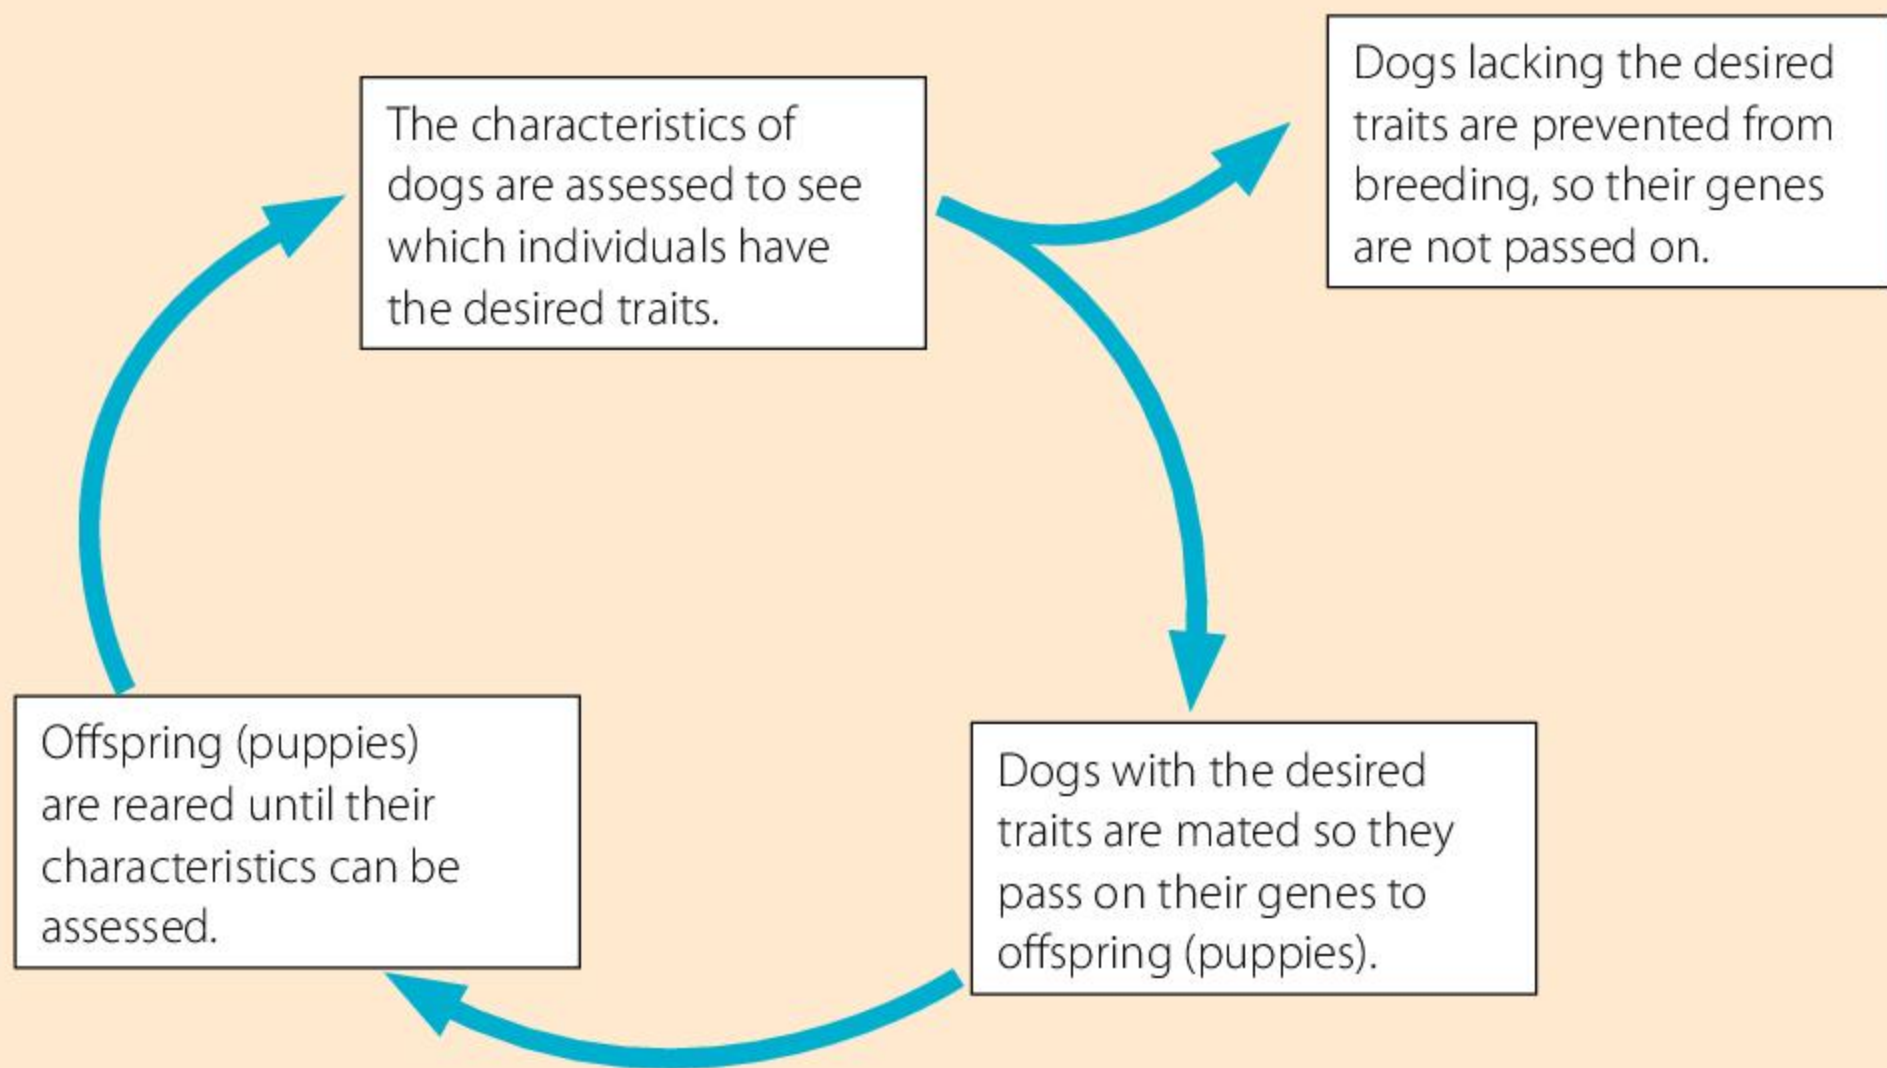 The characteristics of
dogs are assessed to see
which individuals have
the desired traits.
Dogs lacking the desired
traits are prevented from
breeding, so their genes
are not passed on.
Dogs with the desired
traits are mated so they
pass on their genes to
offspring (puppies).
Offspring (puppies)
are reared until their
characteristics can be
assessed.